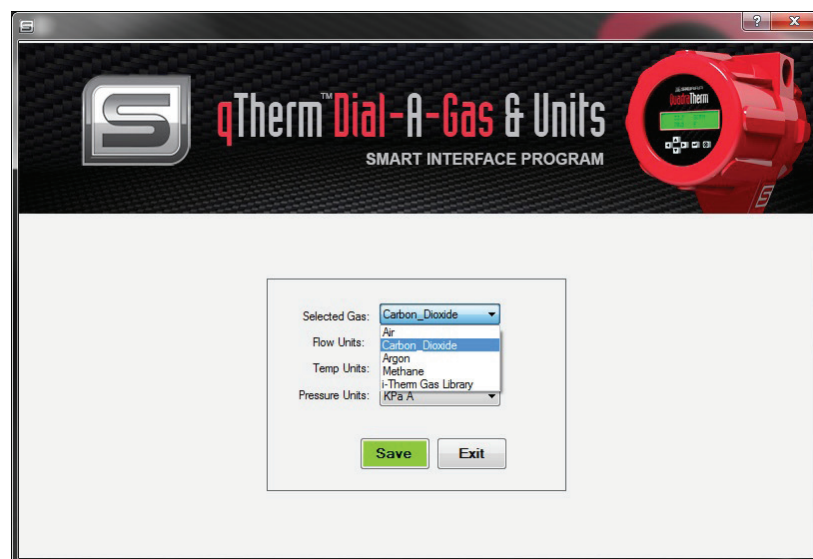 S
? x
S
qTherm™ Dial-A-Gas & Units
SMART INTERFACE PROGRAM
QuadraTherm
S
Selected Gas: Carbon_Dioxide
Air
Flow Units: Carbon_Dioxide
Argon
Temp Units: Methane
i-Therm Gas Library
Pressure Units: KPa A
Save Exit